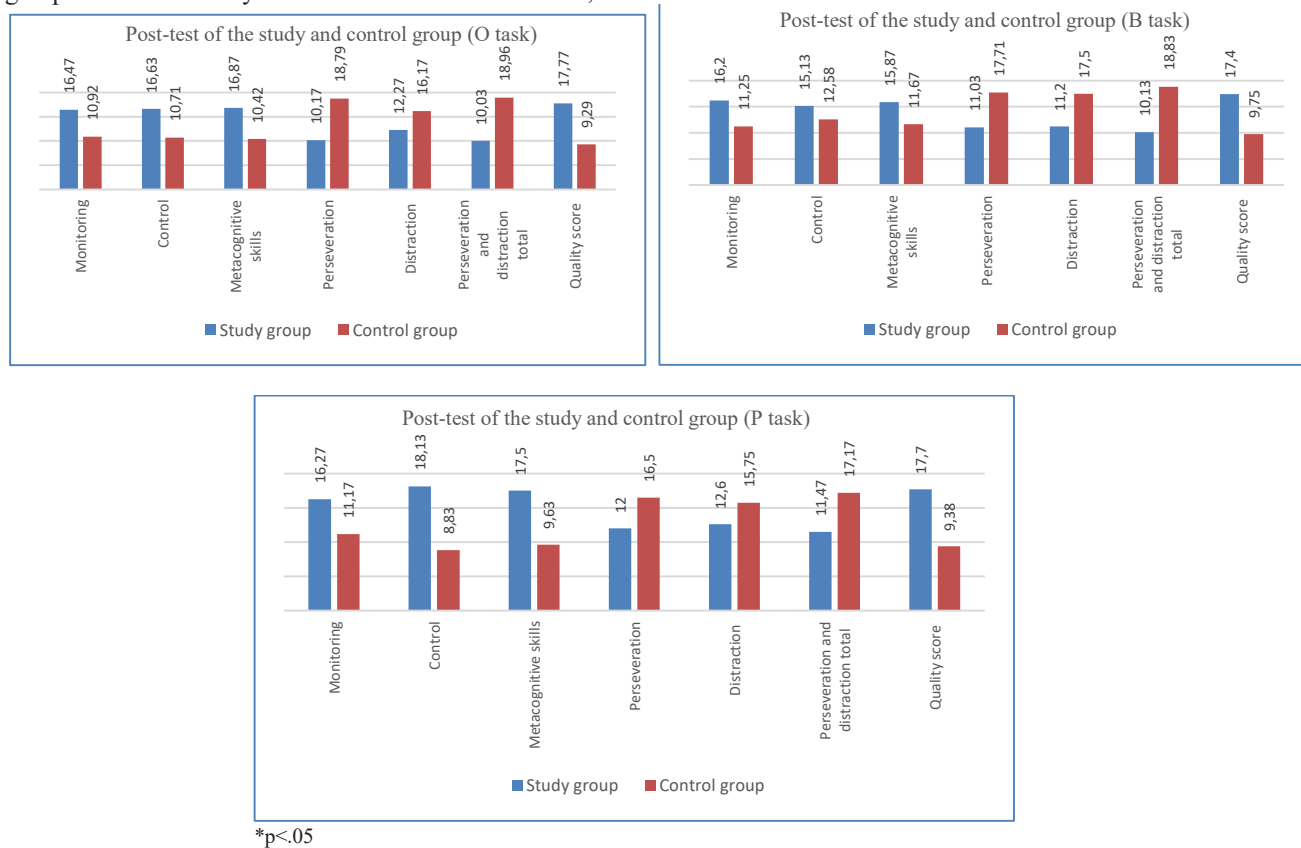 Post-test of the study and control group (O task)
16,47
10,92
16,63
10,71
16,87
10,42
10,17
18,79
12,27
16,17
10,03
18,96
17,77
9,29
Monitoring
Control
Metacognitive
skills
Perseveration
Distraction
Perseveration
and
distraction
total
Quality score
Study group Control group
Post-test of the study and control group (B task)
16,2
11,25
15,13
12,58
15,87
11,67
11,03
17,71
11,2
17,5
10,13
18,83
17,4
9,75
Monitoring
Control
Metacognitive
skills
Perseveration
Distraction
Perseveration
and distraction
total
Quality score
Study group Control group
Post-test of the study and control group (P task)
16,27
11,17
18,13
8,83
17,5
9,63
12
16,5
12,6
15,75
11,47
17,17
17,7
9,38
Monitoring
Control
Metacognitive skills
Perseveration
Distraction
Perseveration and
distraction total
Quality score
Study group Control group
*p<.05